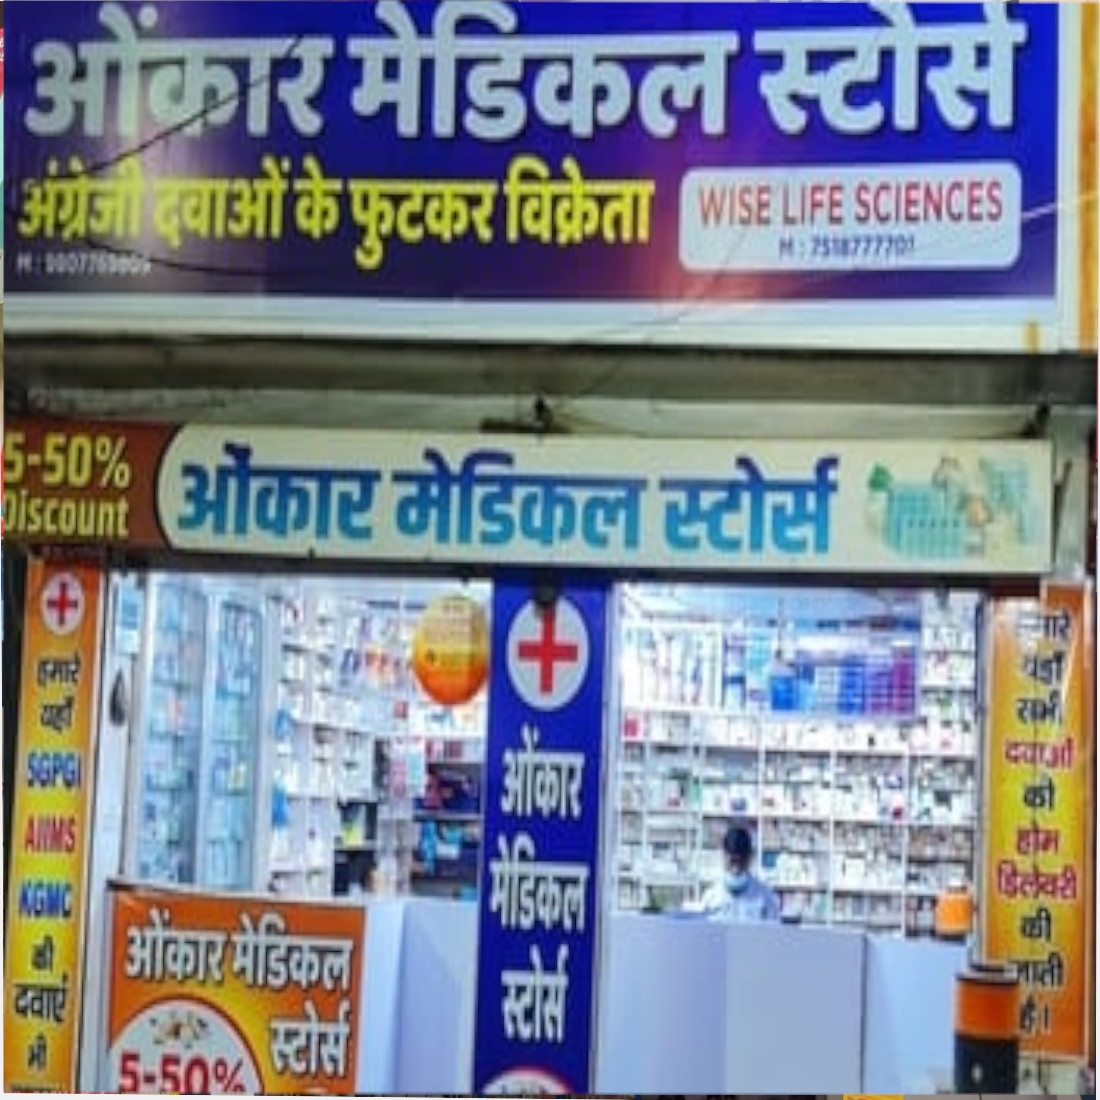 ओंकार मेडिकल स्टोर्स
अंग्रेजी दवाओं के फुटकर विक्रेता
WISE LIFE SCIENCES
M : 7518777701
M :
5-50%
Discount
ओंकार मेडिकल स्टोर्स
हमारे
यहाँ
SGPGI
AIIMS
KGMC
की
दवाएं
भी
ओंकार मेडिकल
स्टोर्स
5-50%
ओंकार
मेडिकल
स्टोर्स
यहाँ
सभी
दवाओं
को
होम
डिलेवरी
की
जाती
है।